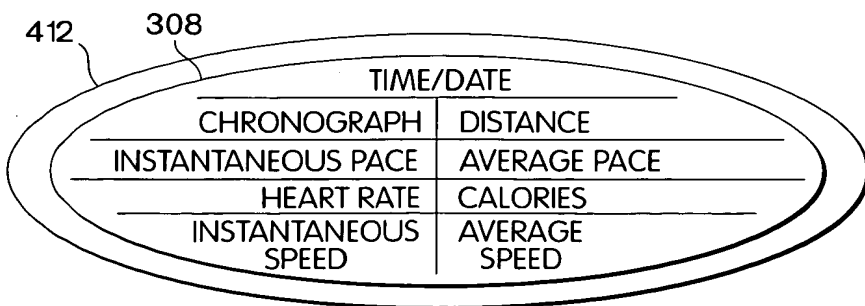 412
308
TIME/DATE
CHRONOGRAPH DISTANCE
INSTANTANEOUS PACE AVERAGE PACE
HEART RATE CALORIES
INSTANTANEOUS AVERAGE
SPEED SPEED